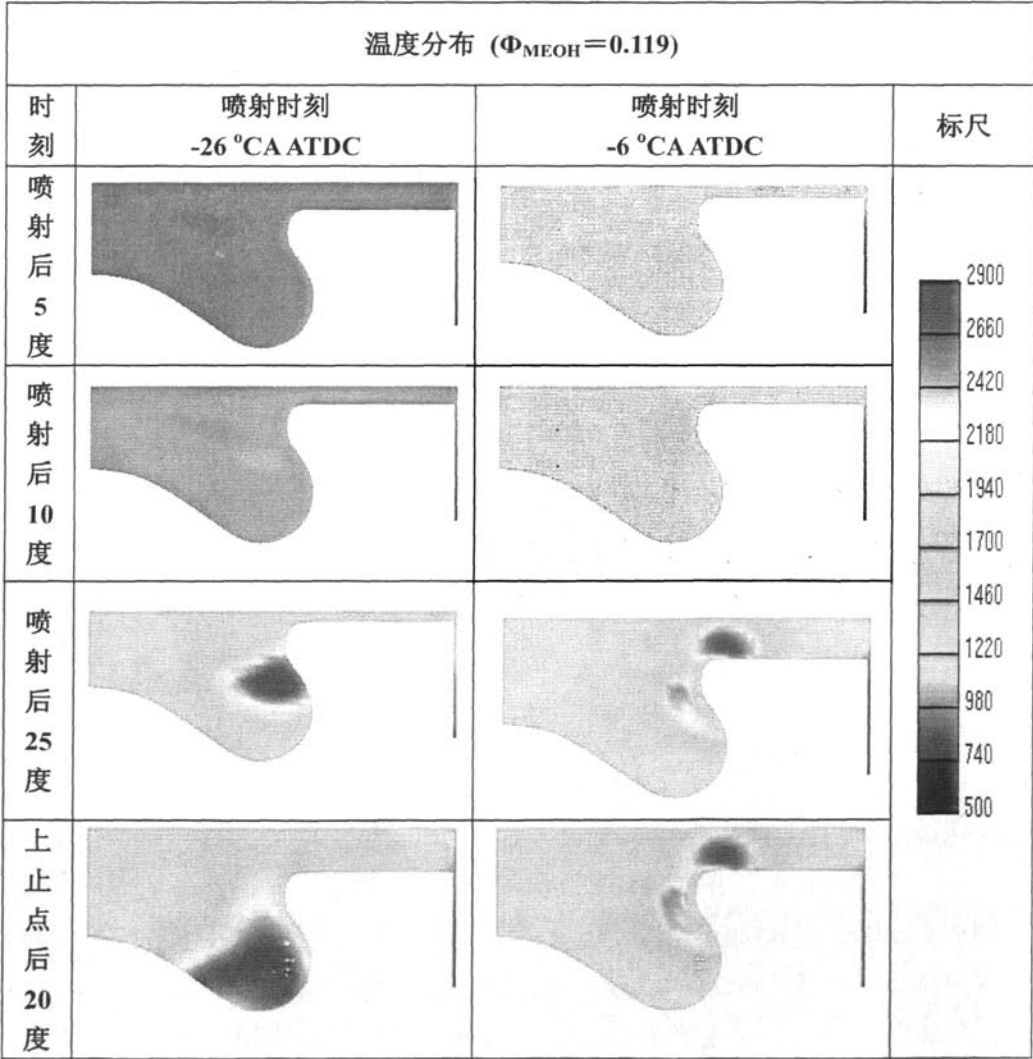 温度分布 (ΦMEOH＝0.119)
时刻
喷射时刻
-26 °CA ATDC
喷射时刻
-6 °CA ATDC
标尺
喷射后5度
喷射后10度
喷射后25度
上止点后20度
2900
2660
2420
2180
1940
1700
1460
1220
980
740
500